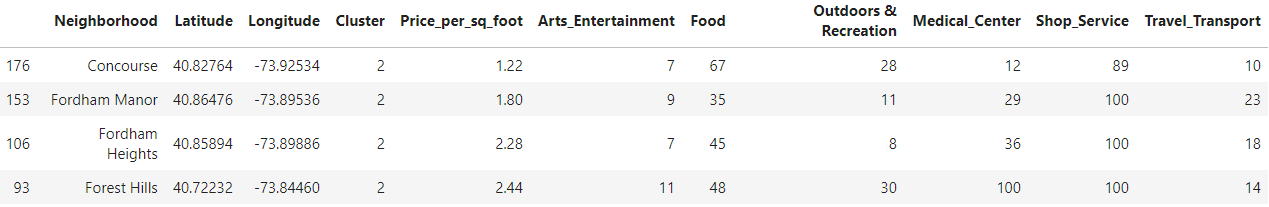 Neighborhood Latitude Longitude Cluster Price_per_sq_foot Arts_Entertainment Food Outdoors & Recreation Medical_Center Shop_Service Travel_Transport
176 Concourse 40.82764 -73.92534 2 1.22 7 67 28 12 89 10
153 Fordham Manor 40.86476 -73.89536 2 1.80 9 35 11 29 100 23
106 Fordham Heights 40.85894 -73.89886 2 2.28 7 45 8 36 100 18
93 Forest Hills 40.72232 -73.84460 2 2.44 11 48 30 100 100 14